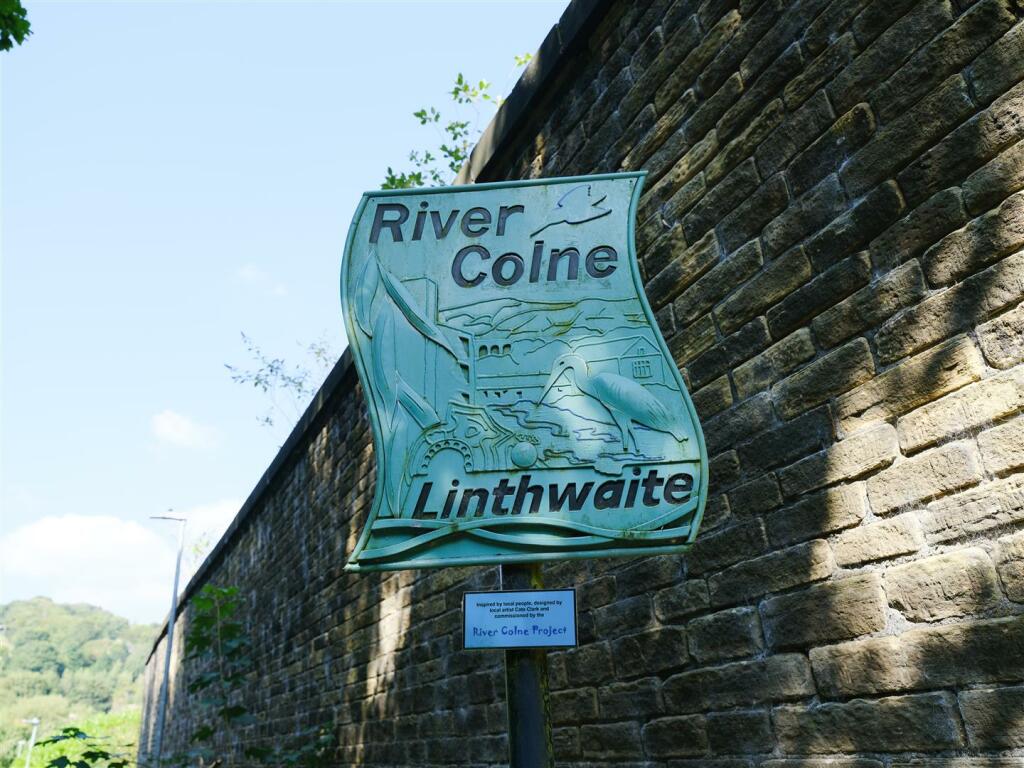 River
Colne
Linthwaite
Inspired by local people, designed by
local artist Cate Clark and
commissioned by the
River Colne Project